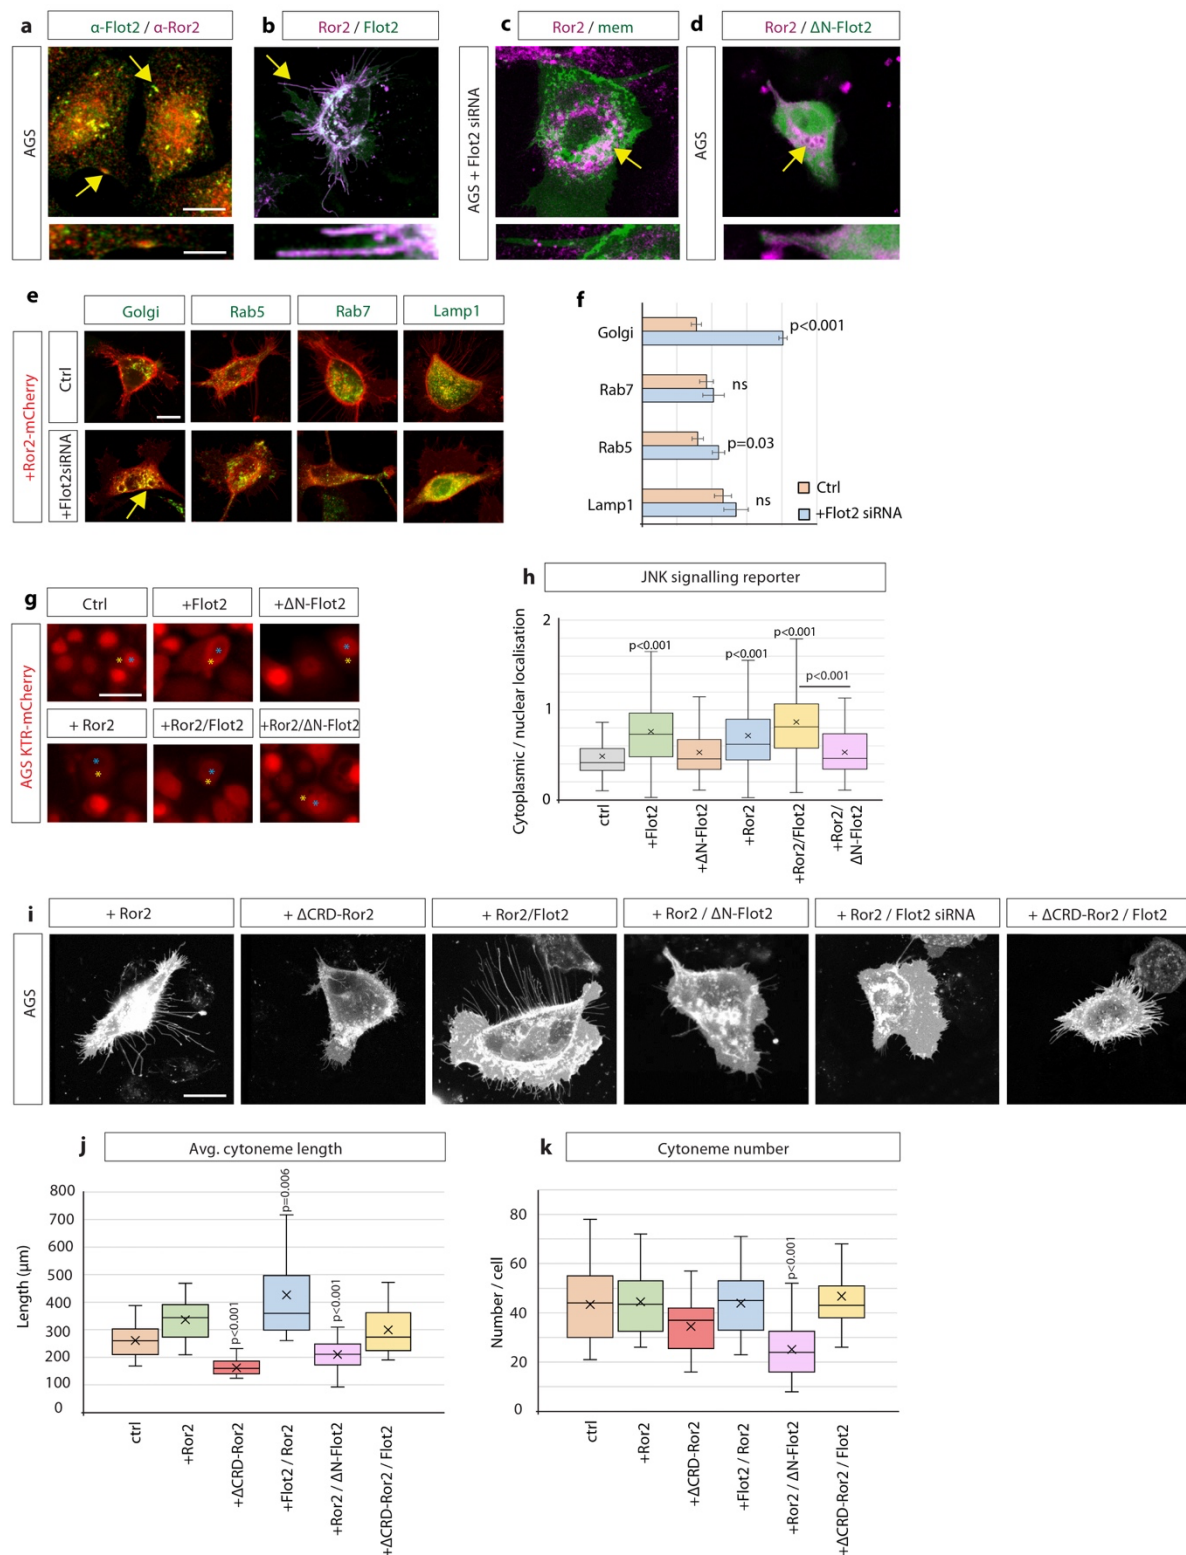 a
α-Flot2 / α-Ror2
AGS
b
Ror2 / Flot2
c
Ror2 / mem
AGS + Flot2 siRNA
d
Ror2 / ΔN-Flot2
AGS
e
Golgi
Rab5
Rab7
Lamp1
+Ror2-mCherry
Ctrl
+Flot2siRNA
f
Golgi
p<0.001
Rab7
ns
Rab5
p=0.03
Lamp1
ns
Ctrl
+Flot2 siRNA
g
Ctrl
+Flot2
+ΔN-Flot2
AGS KTR-mCherry
+ Ror2
+Ror2/Flot2
+Ror2/ΔN-Flot2
h
JNK signalling reporter
Cytoplasmic / nuclear localisation
2
1
0
p<0.001
p<0.001
p<0.001
p<0.001
ctrl
+Flot2
+ΔN-Flot2
+Ror2
+Ror2/Flot2
+Ror2/
ΔN-Flot2
i
+ Ror2
+ ΔCRD-Ror2
+ Ror2/Flot2
+ Ror2 / ΔN-Flot2
+ Ror2 / Flot2 siRNA
+ ΔCRD-Ror2 / Flot2
AGS
j
Avg. cytoneme length
Length (μm)
800
700
600
500
400
300
200
100
0
p<0.001
p=0.006
p<0.001
ctrl
+Ror2
+ΔCRD-Ror2
+Flot2 / Ror2
+Ror2 / ΔN-Flot2
+ΔCRD-Ror2 / Flot2
k
Cytoneme number
Number / cell
80
60
40
20
0
p<0.001
ctrl
+Ror2
+ΔCRD-Ror2
+Flot2 / Ror2
+Ror2 / ΔN-Flot2
+ΔCRD-Ror2 / Flot2